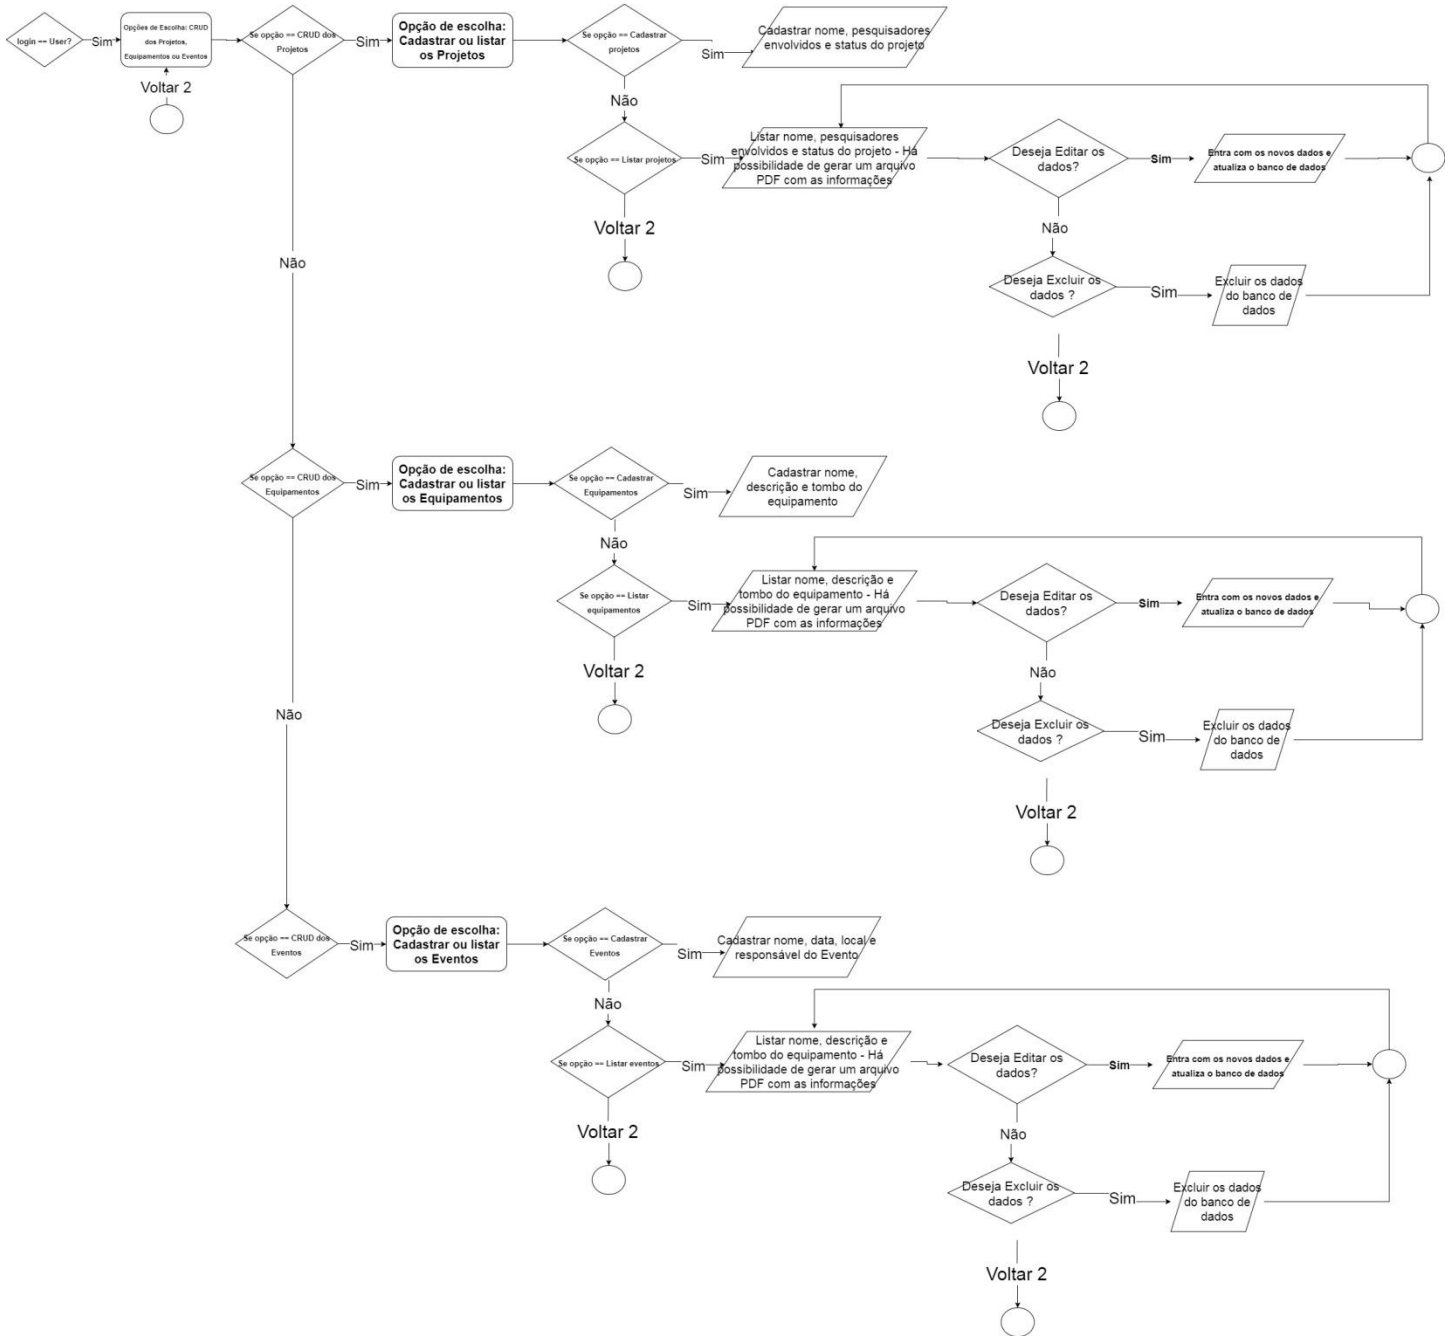 login == User?
Sim
Opções de Escolha: CRUD
dos Projetos,
Equipamentos ou Eventos
Voltar 2
Se opção == CRUD dos
Projetos
Sim
Opção de escolha:
Cadastrar ou listar
os Projetos
Se opção == Cadastrar
projetos
Sim
Cadastrar nome, pesquisadores
envolvidos e status do projeto
Não
Se opção == Listar projetos
Sim
Listar nome, pesquisadores
envolvidos e status do projeto - Há
possibilidade de gerar um arquivo
PDF com as informações
Deseja Editar os
dados?
Sim
Entra com os novos dados e
atualiza o banco de dados
Voltar 2
Não
Deseja Excluir os
dados ?
Sim
Excluir os dados
do banco de
dados
Voltar 2
Não
Se opção == CRUD dos
Equipamentos
Sim
Opção de escolha:
Cadastrar ou listar
os Equipamentos
Se opção == Cadastrar
Equipamentos
Sim
Cadastrar nome,
descrição e tombo do
equipamento
Não
Se opção == Listar
equipamentos
Sim
Listar nome, descrição e
tombo do equipamento - Há
possibilidade de gerar um arquivo
PDF com as informações
Deseja Editar os
dados?
Sim
Entra com os novos dados e
atualiza o banco de dados
Voltar 2
Não
Deseja Excluir os
dados ?
Sim
Excluir os dados
do banco de
dados
Voltar 2
Não
Se opção == CRUD dos
Eventos
Sim
Opção de escolha:
Cadastrar ou listar
os Eventos
Se opção == Cadastrar
Eventos
Sim
Cadastrar nome, data, local e
responsável do Evento
Não
Se opção == Listar eventos
Sim
Listar nome, descrição e
tombo do equipamento - Há
possibilidade de gerar um arquivo
PDF com as informações
Deseja Editar os
dados?
Sim
Entra com os novos dados e
atualiza o banco de dados
Voltar 2
Não
Deseja Excluir os
dados ?
Sim
Excluir os dados
do banco de
dados
Voltar 2